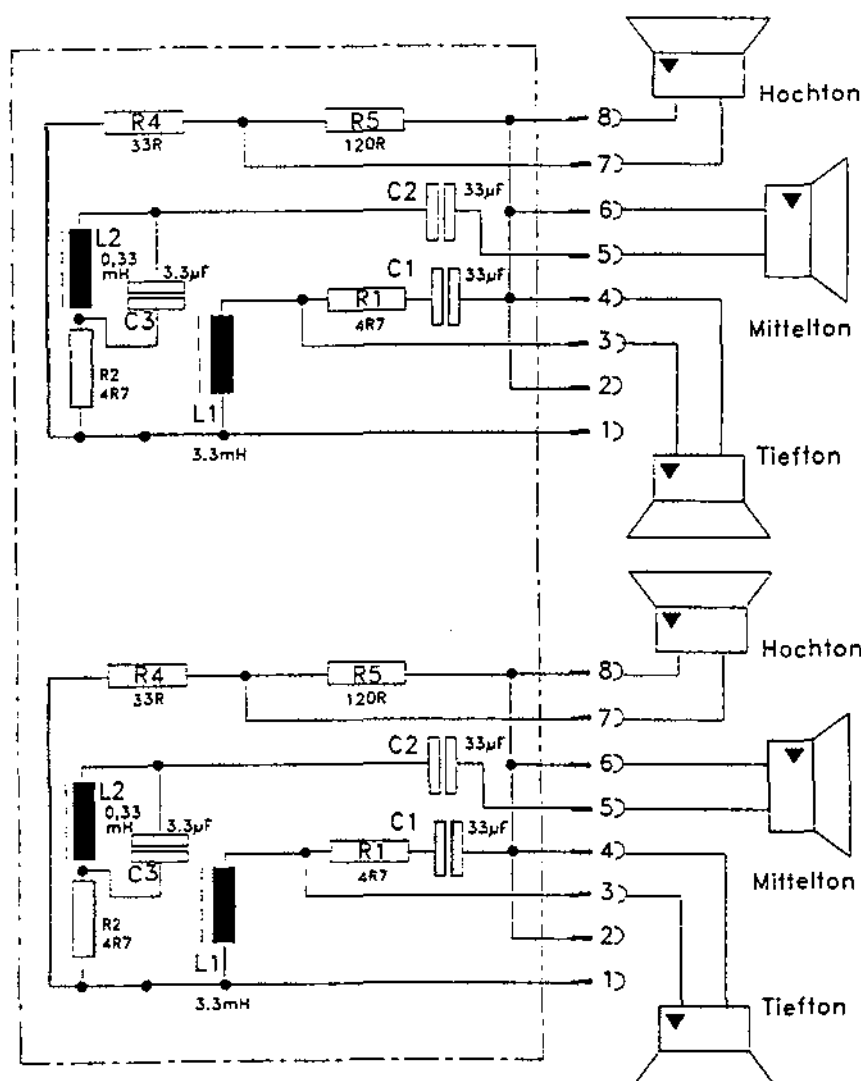 Hochton
R4
33R
R5
120R
8
7
C2
33µF
6
Mittelton
L2
0,33
mH
3.3µF
C3
5
C1
33µF
R1
4R7
4
3
R2
4R7
L1
3.3mH
2
1
Tiefton
Hochton
R4
33R
R5
120R
8
7
C2
33µF
6
Mittelton
L2
0,33
mH
3.3µF
C3
5
C1
33µF
R1
4R7
4
3
R2
4R7
L1
3.3mH
2
1
Tiefton